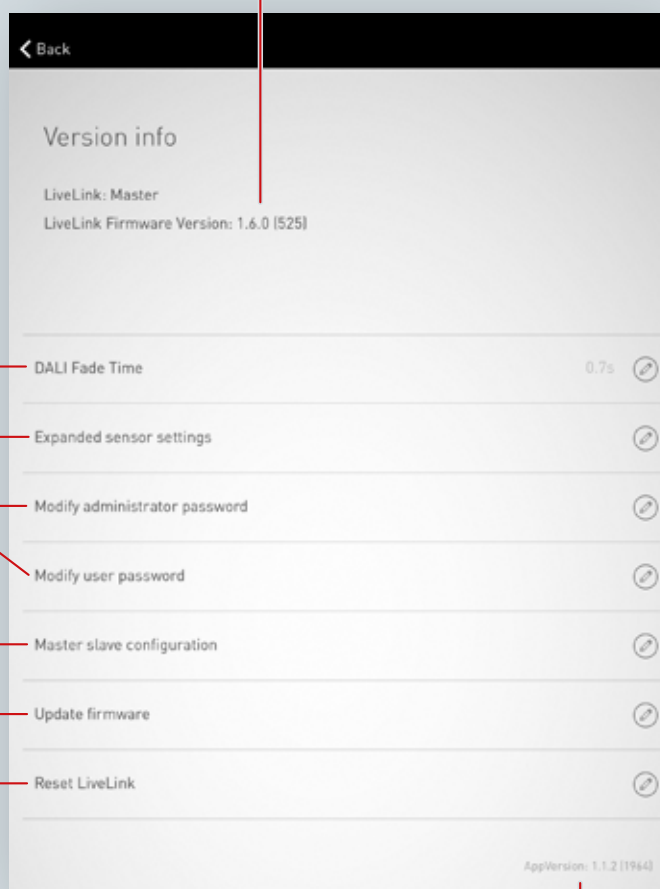 Back
Version info
LiveLink: Master
LiveLink Firmware Version: 1.6.0 (525)
DALI Fade Time 0.7s
Expanded sensor settings
Modify administrator password
Modify user password
Master slave configuration
Update firmware
Reset LiveLink
AppVersion: 1.1.2 (1964)